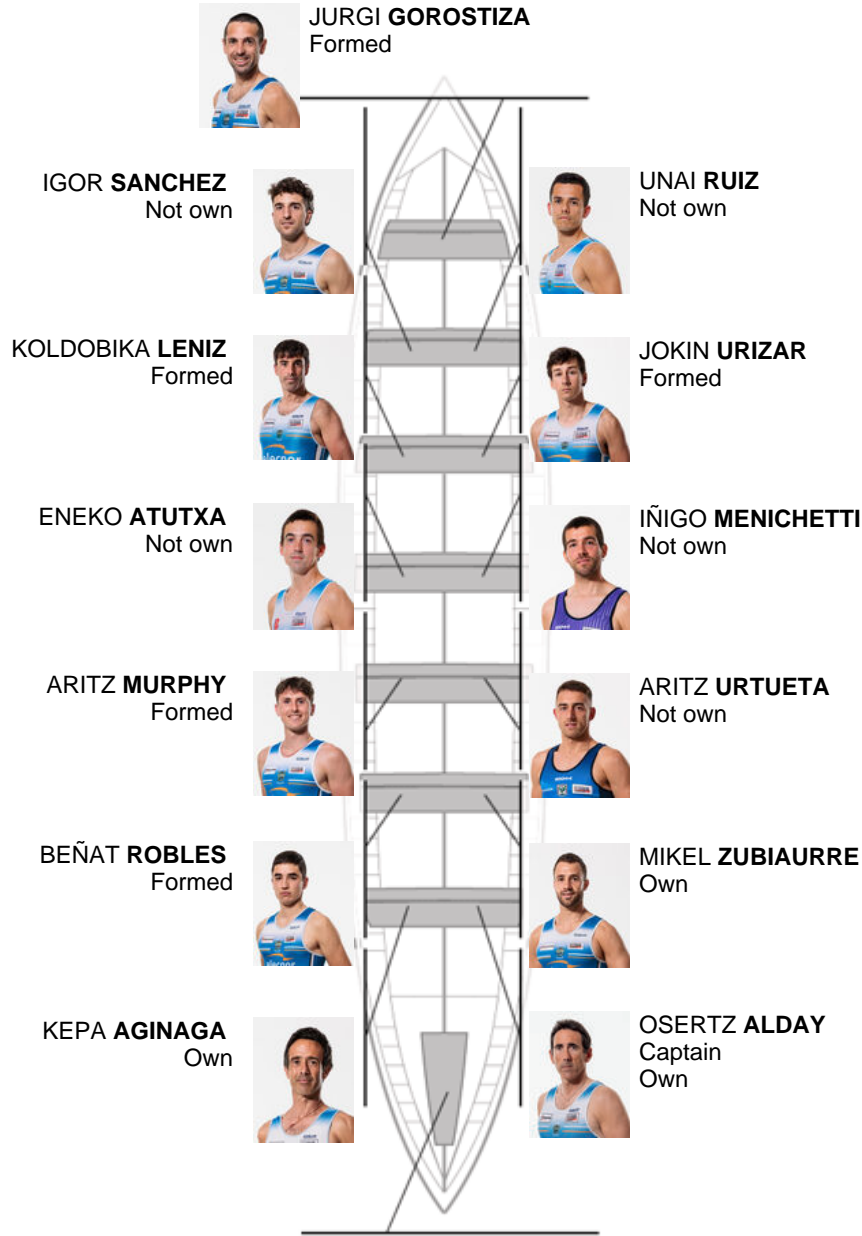 JURGI GOROSTIZA
Formed
IGOR SANCHEZ
Not own
UNAI RUIZ
Not own
KOLDOBIKA LENIZ
Formed
JOKIN URIZAR
Formed
ENEKO ATUTXA
Not own
IÑIGO MENICHETTI
Not own
ARITZ MURPHY
Formed
ARITZ URTUETA
Not own
BEÑAT ROBLES
Formed
MIKEL ZUBIAURRE
Own
KEPA AGINAGA
Own
OSERTZ ALDAY
Captain
Own